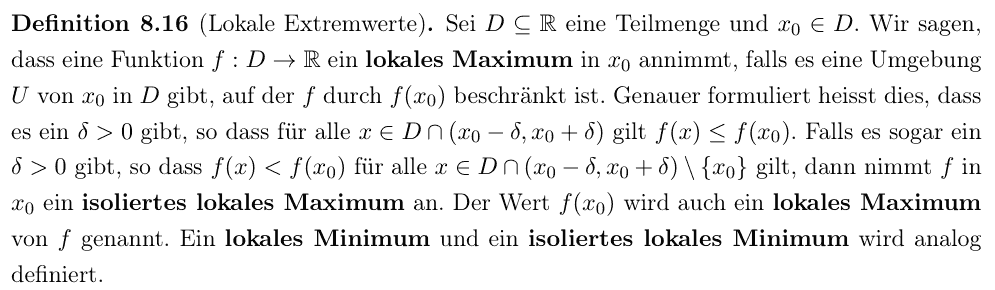 Definition 8.16 (Lokale Extremwerte). Sei D ⊆ ℝ eine Teilmenge und x₀ ∈ D. Wir sagen,
dass eine Funktion f : D → ℝ ein lokales Maximum in x₀ annimmt, falls es eine Umgebung
U von x₀ in D gibt, auf der f durch f(x₀) beschränkt ist. Genauer formuliert heisst dies, dass
es ein δ > 0 gibt, so dass für alle x ∈ D ∩ (x₀ − δ, x₀ + δ) gilt f(x) ≤ f(x₀). Falls es sogar ein
δ > 0 gibt, so dass f(x) < f(x₀) für alle x ∈ D ∩ (x₀ − δ, x₀ + δ) \ {x₀} gilt, dann nimmt f in
x₀ ein isoliertes lokales Maximum an. Der Wert f(x₀) wird auch ein lokales Maximum
von f genannt. Ein lokales Minimum und ein isoliertes lokales Minimum wird analog
definiert.